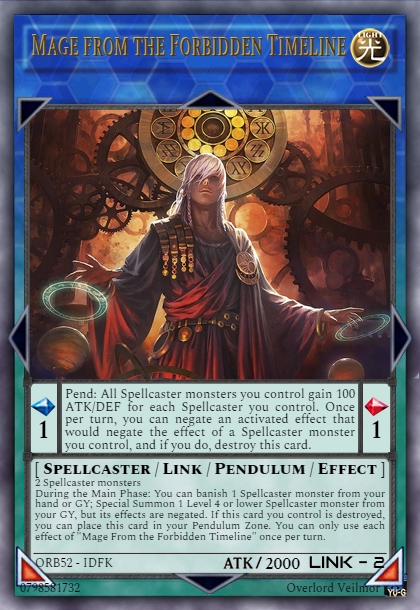 MAGE FROM THE FORBIDDEN TIMELINE
LIGHT
光
Pend: All Spellcaster monsters you control gain 100
ATK/DEF for each Spellcaster you control. Once
per turn, you can negate an activated effect that
would negate the effect of a Spellcaster monster
you control, and if you do, destroy this card.
1
1
[ SPELLCASTER / LINK / PENDULUM / EFFECT ]
2 Spellcaster monsters
During the Main Phase: You can banish 1 Spellcaster monster from your
hand or GY; Special Summon 1 Level 4 or lower Spellcaster monster from
your GY, but its effects are negated. If this card you control is destroyed,
you can place this card in your Pendulum Zone. You can only use each
effect of "Mage From the Forbidden Timeline" once per turn.
ORB52 - IDFK
ATK / 2000
LINK - 2
0798581732
Overlord Veilmor
YU-G